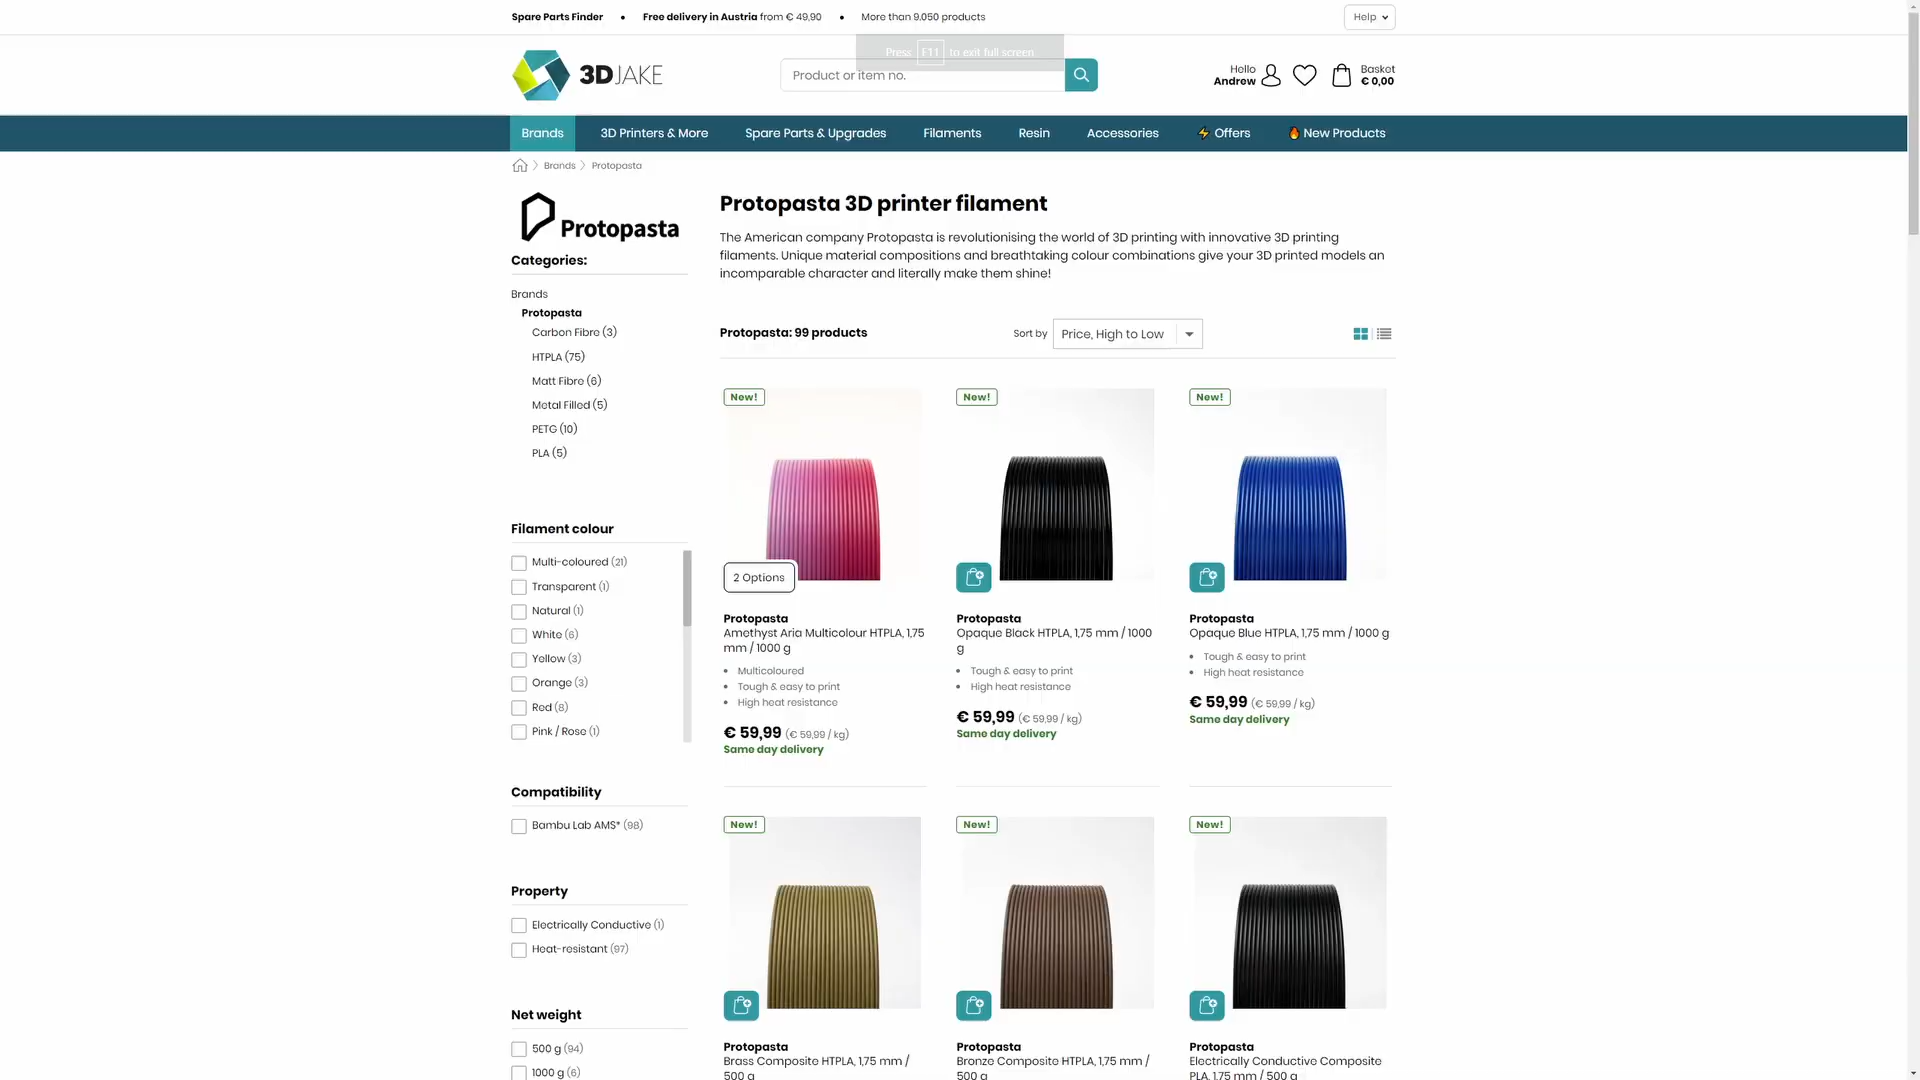 Spare Parts Finder • Free delivery in Austria from € 49,90 • More than 9.050 products
Help
Press F11 to exit full screen
3DJAKE
Product or item no.
Hello
Andrew
Basket
€ 0,00
Brands
3D Printers & More
Spare Parts & Upgrades
Filaments
Resin
Accessories
⚡ Offers
🔥 New Products
Brands
Protopasta
Protopasta
Categories:
Brands
Protopasta
Carbon Fibre (3)
HTPLA (75)
Matt Fibre (6)
Metal Filled (5)
PETG (10)
PLA (5)
Filament colour
Multi-coloured (21)
Transparent (1)
Natural (1)
White (6)
Yellow (3)
Orange (3)
Red (8)
Pink / Rose (1)
Compatibility
Bambu Lab AMS* (98)
Property
Electrically Conductive (1)
Heat-resistant (97)
Net weight
500 g (94)
1000 g (6)
Protopasta 3D printer filament
The American company Protopasta is revolutionising the world of 3D printing with innovative 3D printing
filaments. Unique material compositions and breathtaking colour combinations give your 3D printed models an
incomparable character and literally make them shine!
Protopasta: 99 products
Sort by
Price, High to Low
New!
2 Options
Protopasta
Amethyst Aria Multicolour HTPLA, 1,75
mm / 1000 g
• Multicoloured
• Tough & easy to print
• High heat resistance
€ 59,99 (€ 59,99 / kg)
Same day delivery
New!
Protopasta
Opaque Black HTPLA, 1,75 mm / 1000
g
• Tough & easy to print
• High heat resistance
€ 59,99 (€ 59,99 / kg)
Same day delivery
New!
Protopasta
Opaque Blue HTPLA, 1,75 mm / 1000 g
• Tough & easy to print
• High heat resistance
€ 59,99 (€ 59,99 / kg)
Same day delivery
New!
Protopasta
Brass Composite HTPLA, 1,75 mm /
500 g
New!
Protopasta
Bronze Composite HTPLA, 1,75 mm /
500 g
New!
Protopasta
Electrically Conductive Composite
PLA, 1,75 mm / 500 g